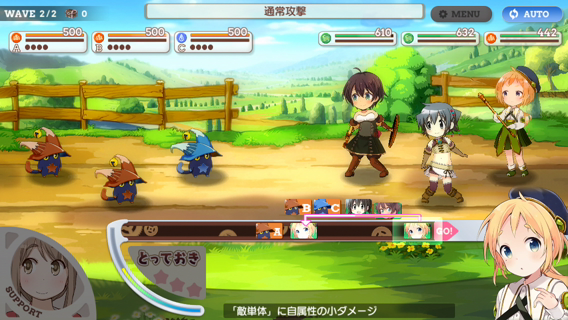 WAVE 2/2 0
通常攻撃
MENU
AUTO
500
A
500
B
500
C
610
632
442
B C
A
GO!
とっておき
SUPPORT
「敵単体」に自属性の小ダメージ